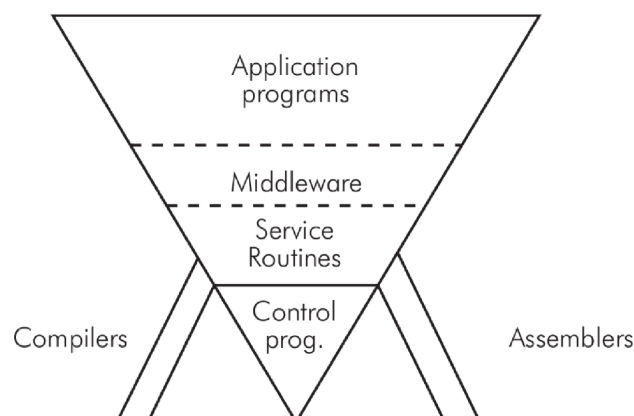 Application
programs
Middleware
Service
Routines
Control
prog.
Compilers
Assemblers